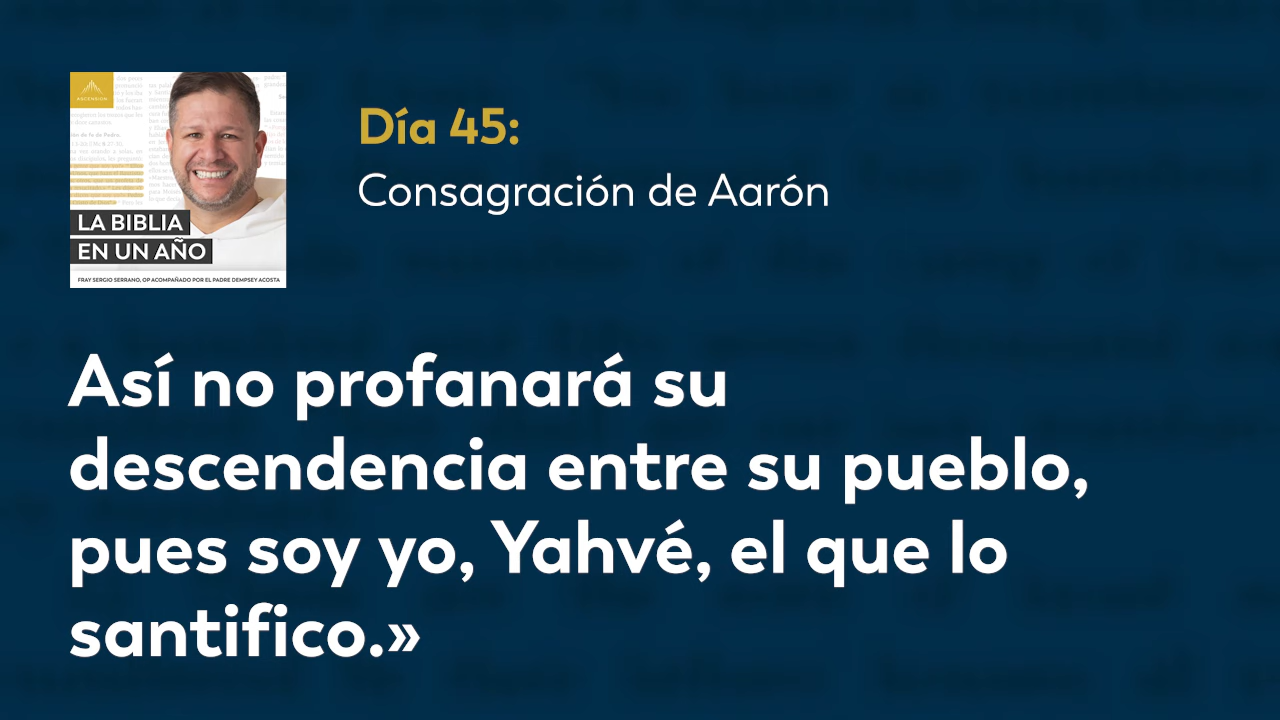 ASCENSION
LA BIBLIA
EN UN AÑO
FRAY SERGIO SERRANO, OP ACOMPAÑADO POR EL PADRE DEMPSEY ACOSTA
Día 45:
Consagración de Aarón
Así no profanará su
descendencia entre su pueblo,
pues soy yo, Yahvé, el que lo
santifico.»